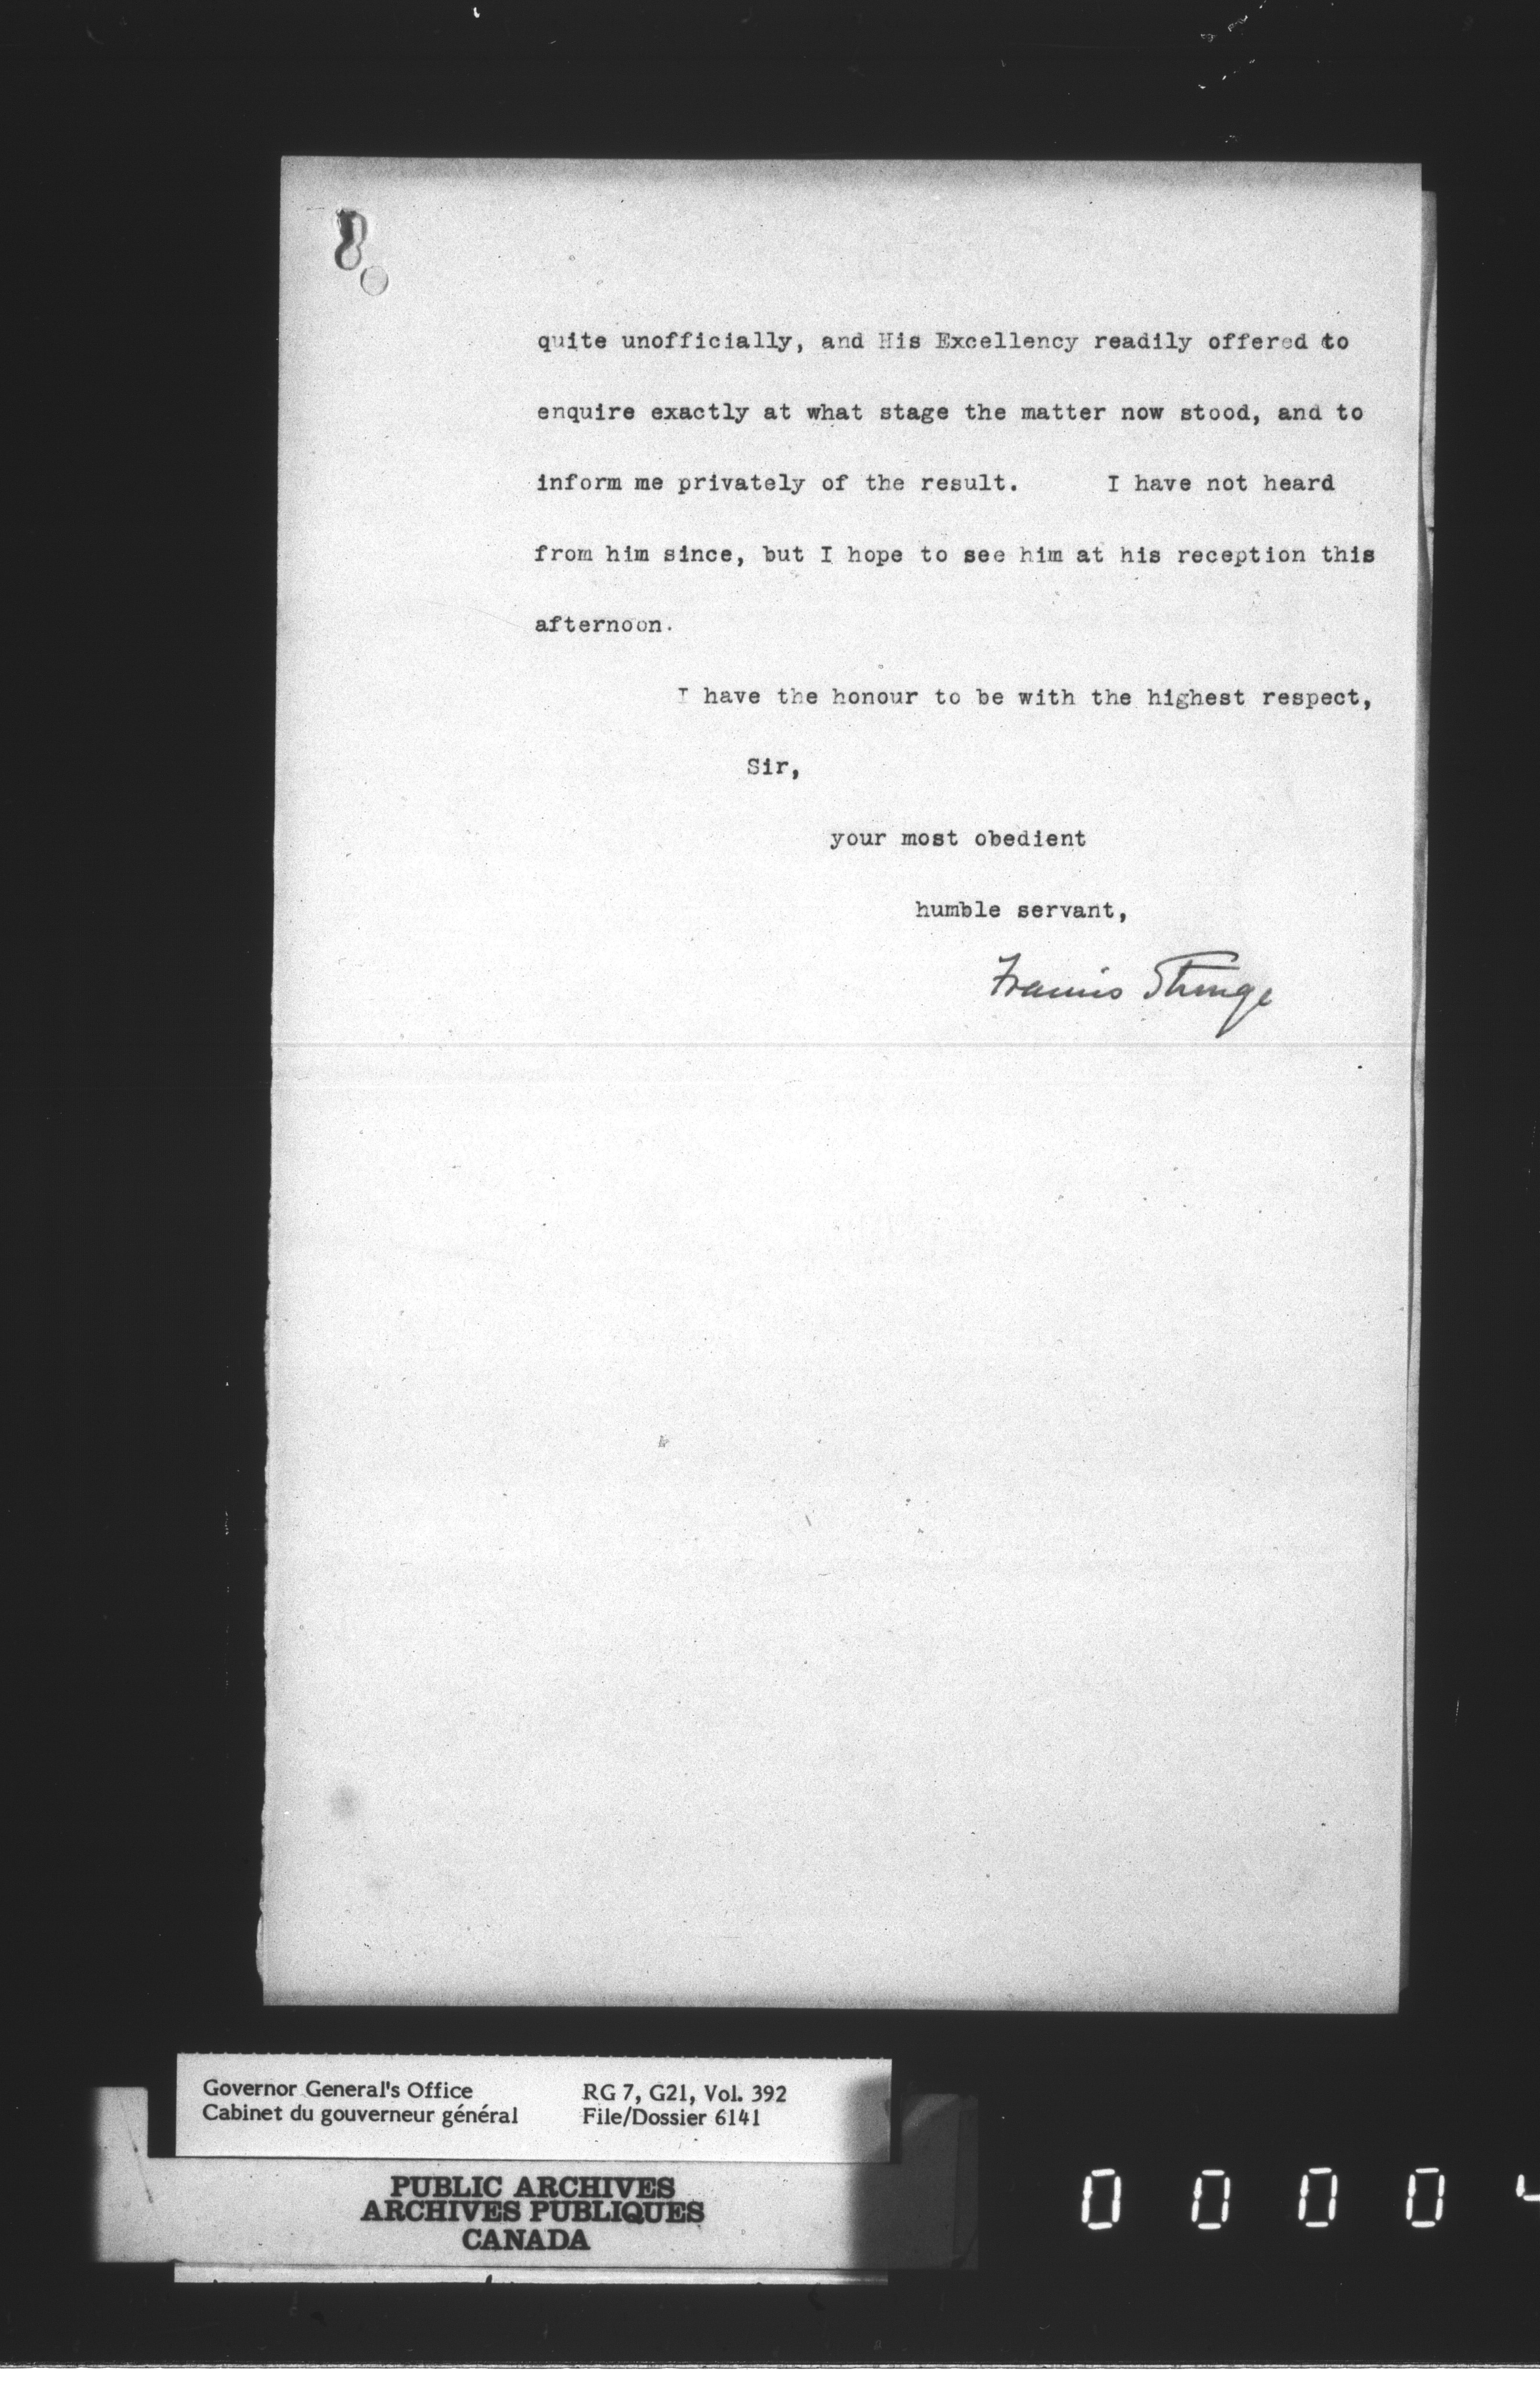 8
quite unofficially, and His Excellency readily offered to
enquire exactly at what stage the matter now stood, and to
inform me privately of the result. I have not heard
from him since, but I hope to see him at his reception this
afternoon.
I have the honour to be with the highest respect,
Sir,
your most obedient
humble servant,
Francis
Governor General's Office RG 7, G21, Vol. 392
Cabinet du gouverneur général File/Dossier 6141
PUBLIC ARCHIVES
ARCHIVES PUBLIQUES
CANADA
0 0 0 0